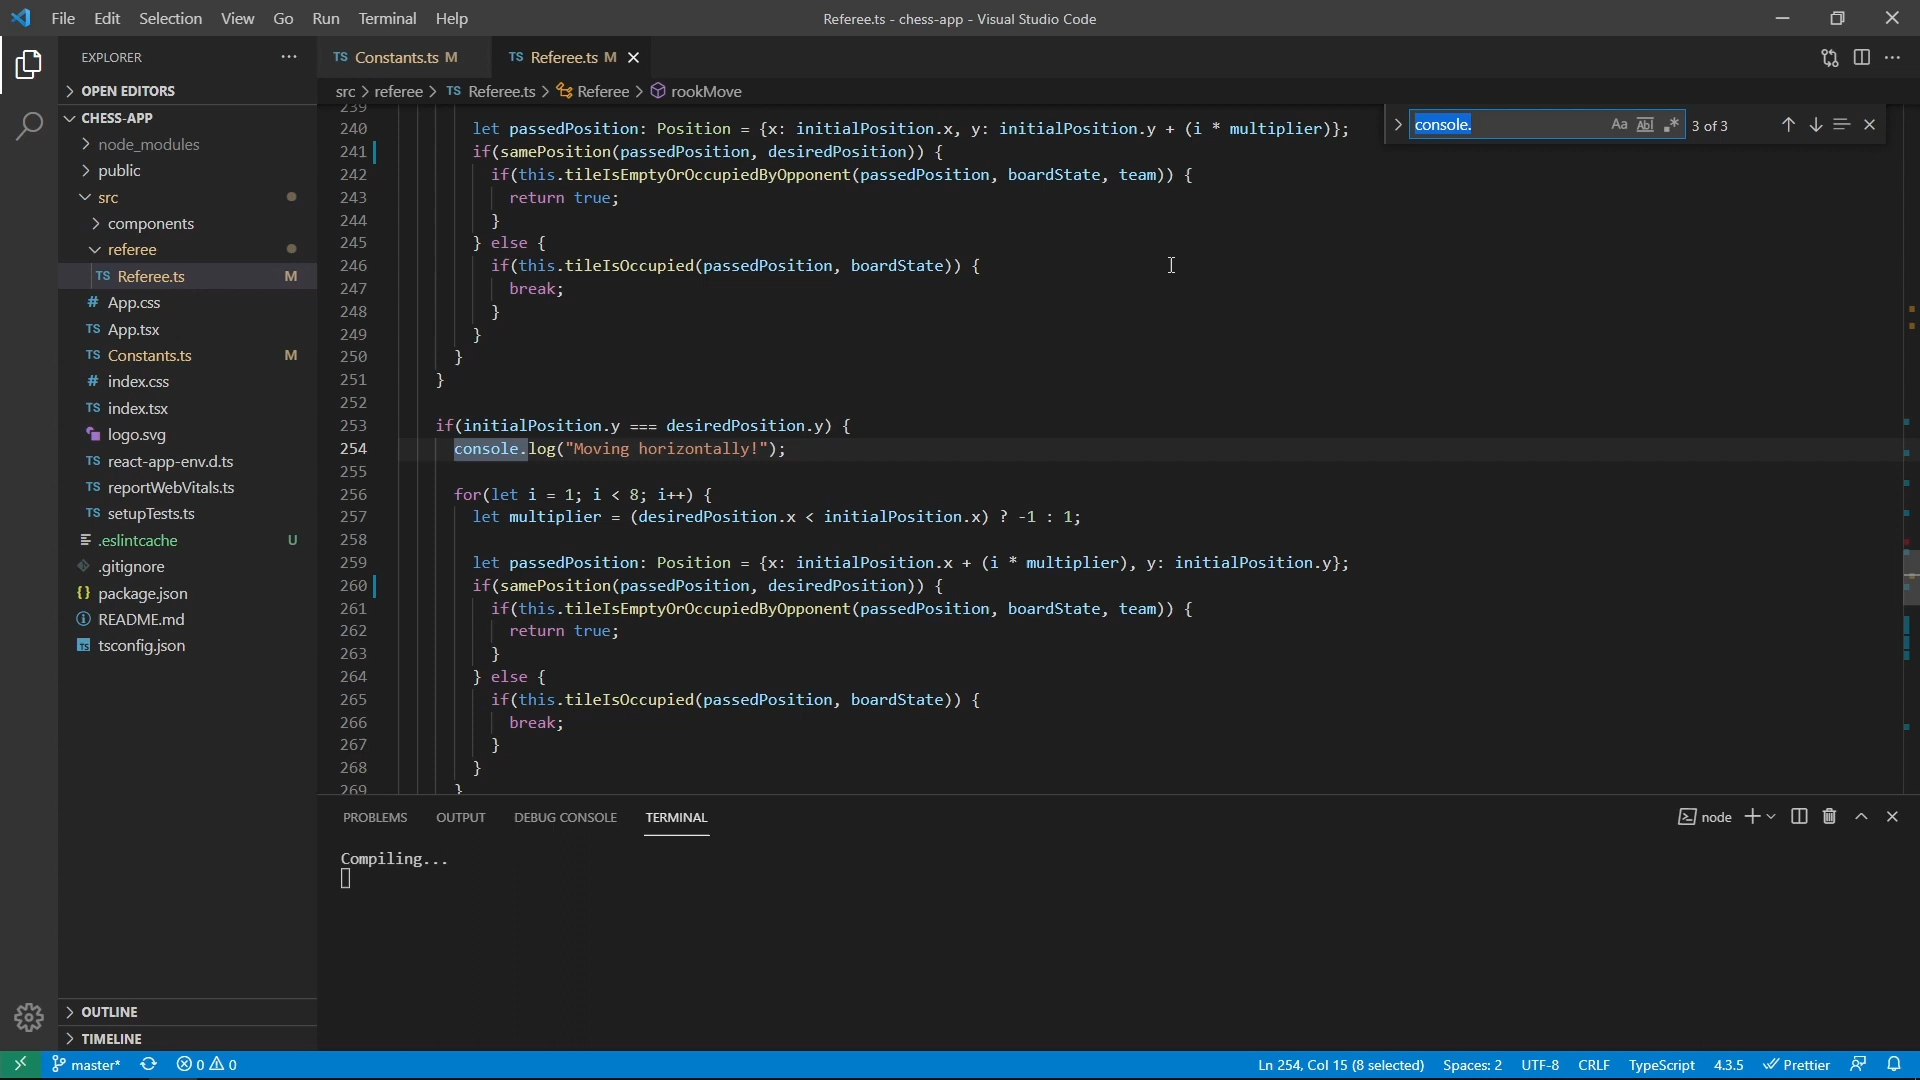 File Edit Selection View Go Run Terminal Help
Referee.ts - chess-app - Visual Studio Code
EXPLORER
OPEN EDITORS
CHESS-APP
node_modules
public
src
components
referee
TS Referee.ts M
# App.css
TS App.tsx
TS Constants.ts M
# index.css
TS index.tsx
logo.svg
TS react-app-env.d.ts
TS reportWebVitals.ts
TS setupTests.ts
.eslintcache U
.gitignore
{} package.json
README.md
TS tsconfig.json
OUTLINE
TIMELINE
TS Constants.ts M
TS Referee.ts M
src > referee > TS Referee.ts > Referee > rookMove
console. Aa Abl .* 3 of 3
239
240 let passedPosition: Position = {x: initialPosition.x, y: initialPosition.y + (i * multiplier)};
241 if(samePosition(passedPosition, desiredPosition)) {
242 if(this.tileIsEmptyOrOccupiedByOpponent(passedPosition, boardState, team)) {
243 return true;
244 }
245 } else {
246 if(this.tileIsOccupied(passedPosition, boardState)) {
247 break;
248 }
249 }
250 }
251 }
252
253 if(initialPosition.y === desiredPosition.y) {
254 console.log("Moving horizontally!");
255
256 for(let i = 1; i < 8; i++) {
257 let multiplier = (desiredPosition.x < initialPosition.x) ? -1 : 1;
258
259 let passedPosition: Position = {x: initialPosition.x + (i * multiplier), y: initialPosition.y};
260 if(samePosition(passedPosition, desiredPosition)) {
261 if(this.tileIsEmptyOrOccupiedByOpponent(passedPosition, boardState, team)) {
262 return true;
263 }
264 } else {
265 if(this.tileIsOccupied(passedPosition, boardState)) {
266 break;
267 }
268 }
269 }
PROBLEMS OUTPUT DEBUG CONSOLE TERMINAL
node
Compiling...
master* 0 0
Ln 254, Col 15 (8 selected) Spaces: 2 UTF-8 CRLF TypeScript 4.3.5 Prettier